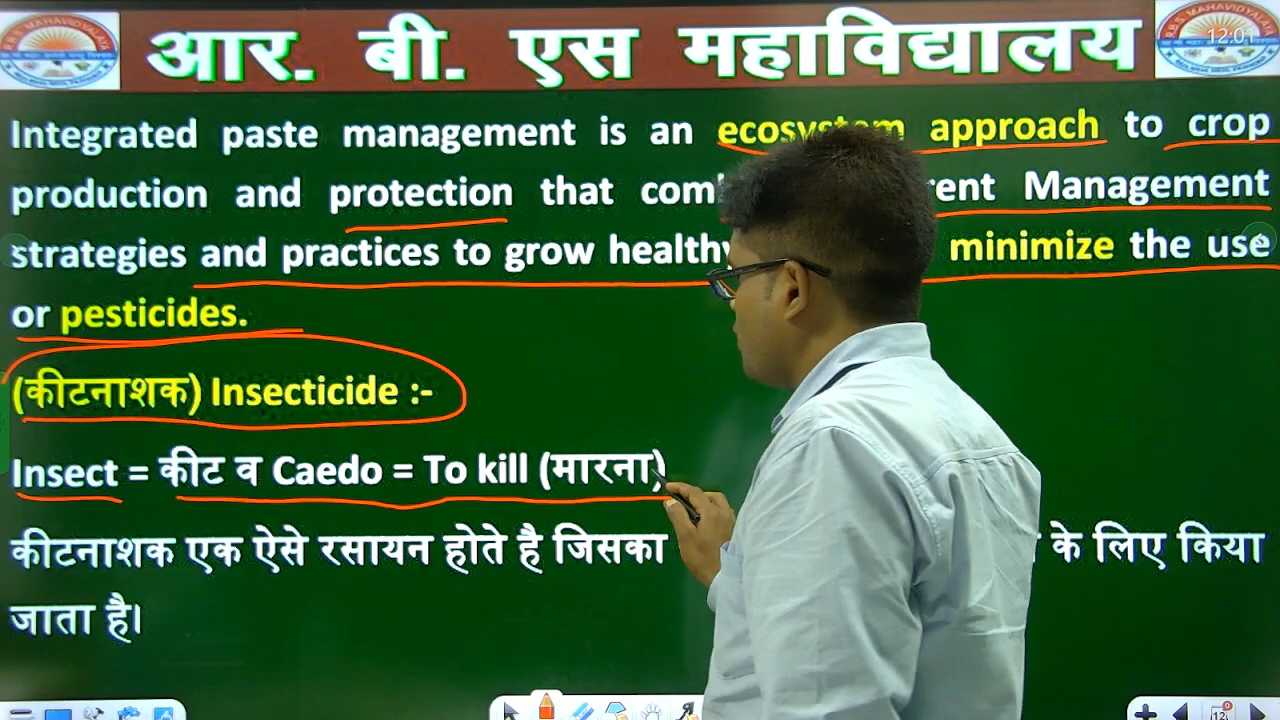 आर. बी. एस महाविद्यालय
12:01
Integrated paste management is an ecosystem approach to crop
production and protection that Management
strategies and practices to grow healthy minimize the use
or pesticides.
(कीटनाशक) Insecticide :-
Insect = कीट व Caedo = To kill (मारना)
कीटनाशक एक ऐसे रसायन होते है जिसका के लिए किया
जाता है।
12